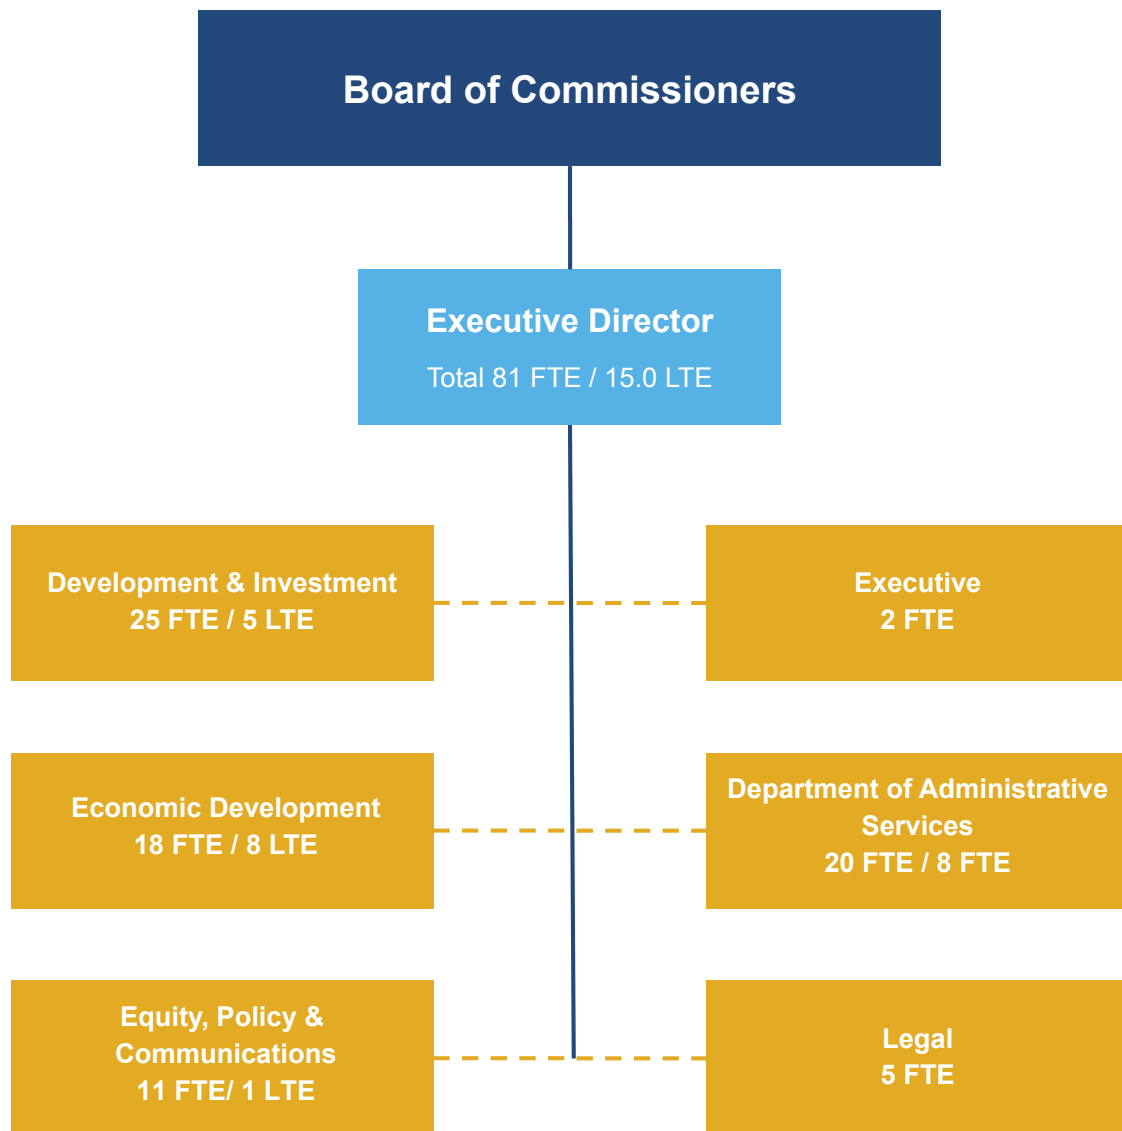 Board of Commissioners
Executive Director
Total 81 FTE / 15.0 LTE
Development & Investment
25 FTE / 5 LTE
Executive
2 FTE
Economic Development
18 FTE / 8 LTE
Department of Administrative
Services
20 FTE / 8 FTE
Equity, Policy &
Communications
11 FTE/ 1 LTE
Legal
5 FTE